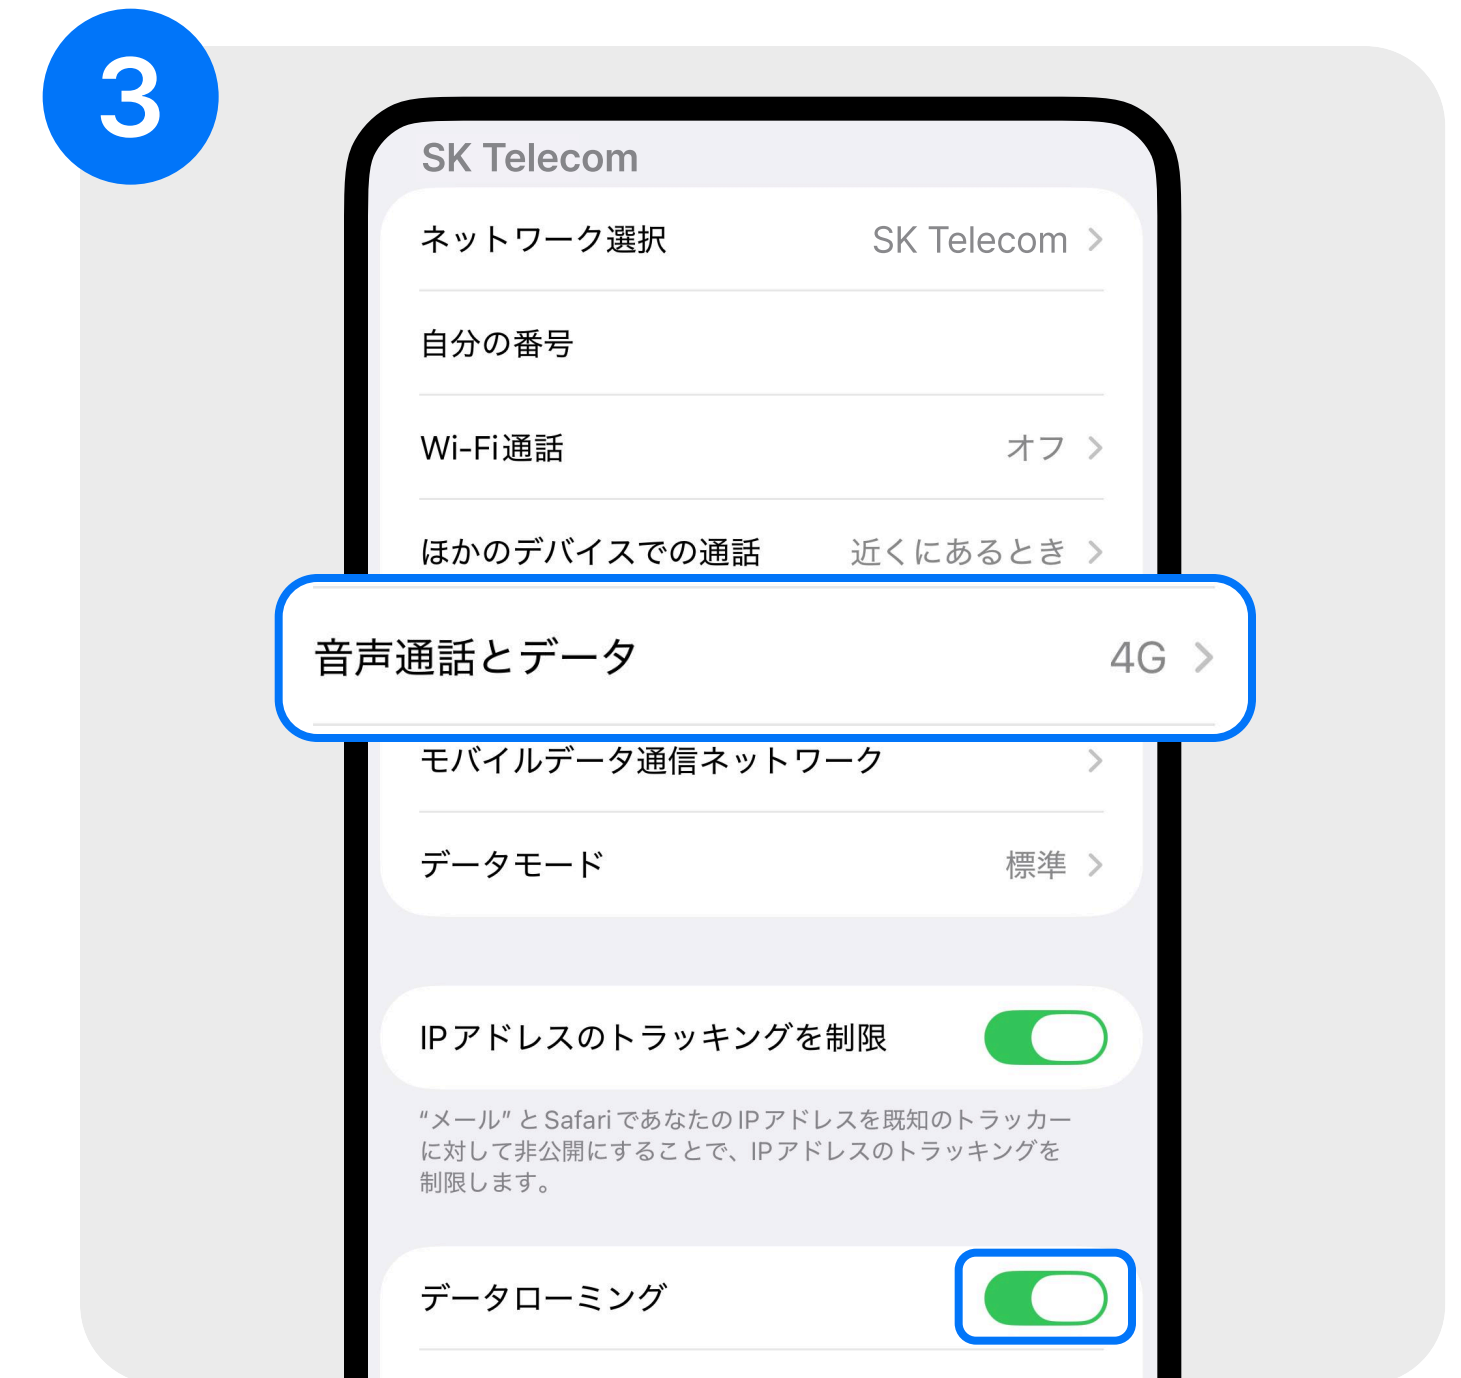 3
SK Telecom
ネットワーク選択 SK Telecom
自分の番号
Wi-Fi通話 オフ
ほかのデバイスでの通話 近くにあるとき
音声通話とデータ 4G
モバイルデータ通信ネットワーク
データモード 標準
IPアドレスのトラッキングを制限
“メール” とSafariであなたのIPアドレスを既知のトラッカー
に対して非公開にすることで、IPアドレスのトラッキングを
制限します。
データローミング